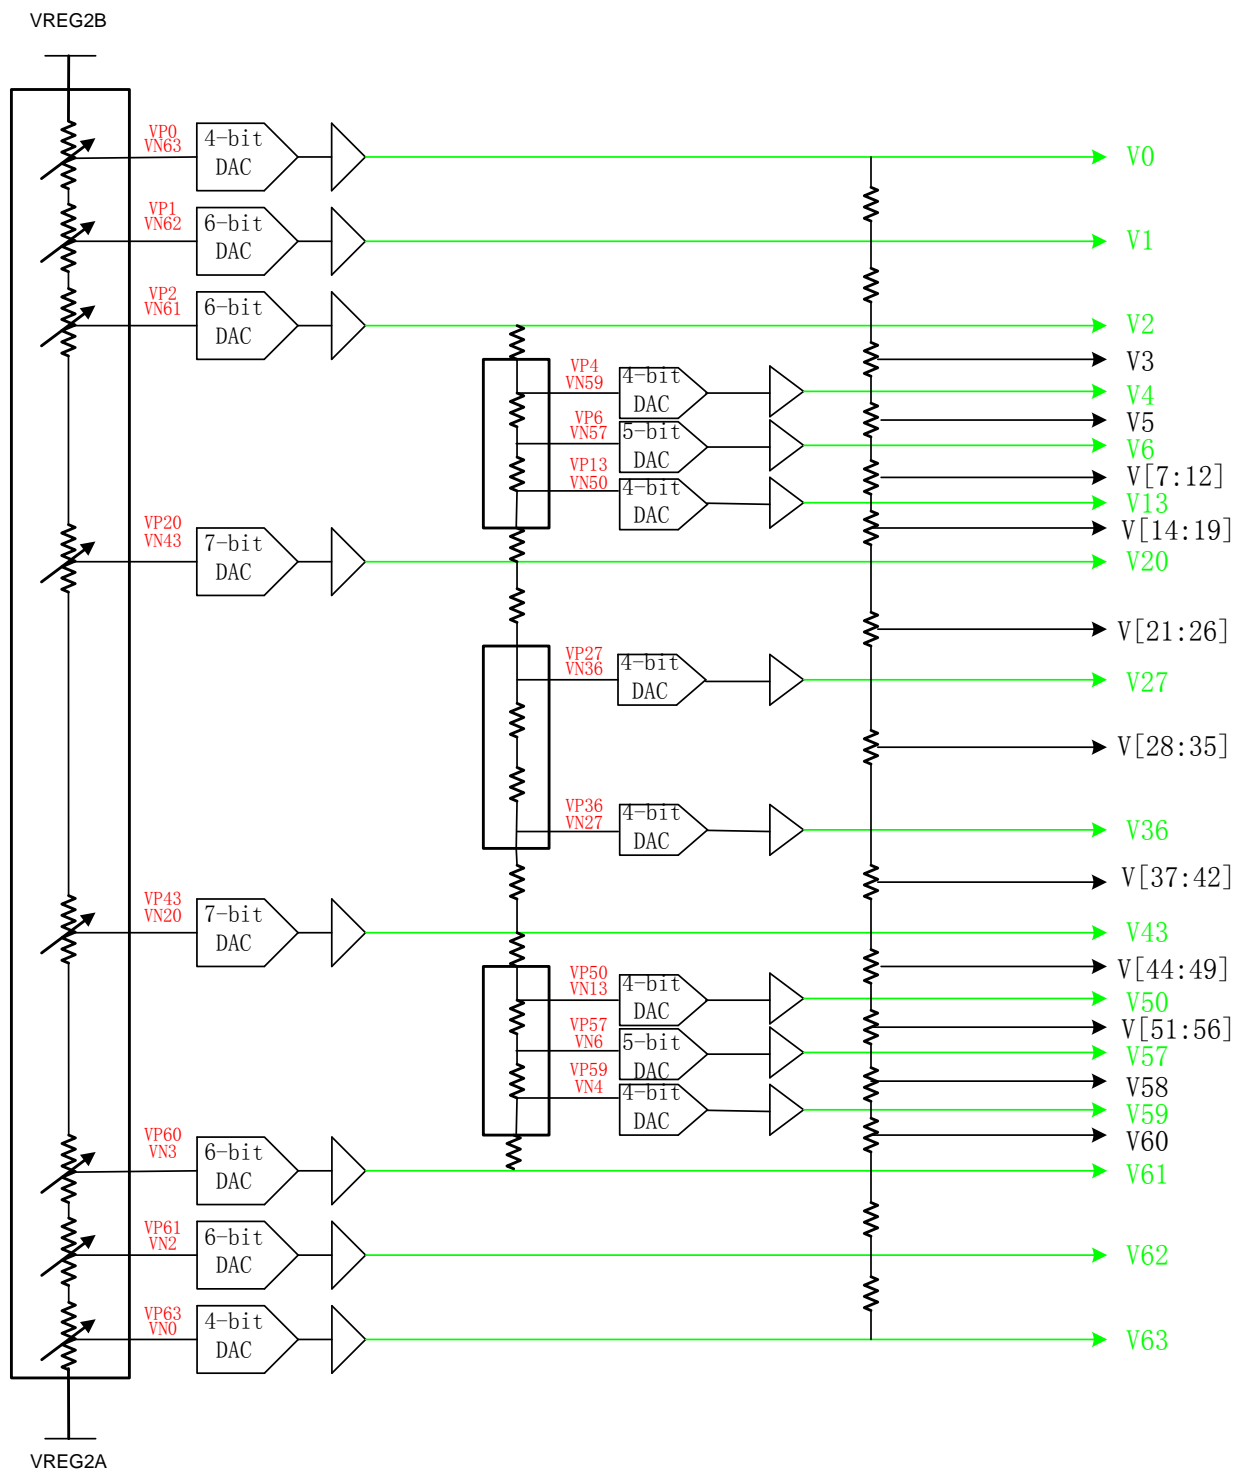 VREG2B
VP0
VN63
4-bit
DAC
V0
VP1
VN62
6-bit
DAC
V1
VP2
VN61
6-bit
DAC
V2
V3
VP4
VN59
4-bit
DAC
V4
V5
VP6
VN57
5-bit
DAC
V6
V[7:12]
VP13
VN50
4-bit
DAC
V13
V[14:19]
VP20
VN43
7-bit
DAC
V20
V[21:26]
VP27
VN36
4-bit
DAC
V27
V[28:35]
VP36
VN27
4-bit
DAC
V36
V[37:42]
VP43
VN20
7-bit
DAC
V43
V[44:49]
VP50
VN13
4-bit
DAC
V50
V[51:56]
VP57
VN6
5-bit
DAC
V57
V58
VP59
VN4
4-bit
DAC
V59
V60
VP60
VN3
6-bit
DAC
V61
VP61
VN2
6-bit
DAC
V62
VP63
VN0
4-bit
DAC
V63
VREG2A